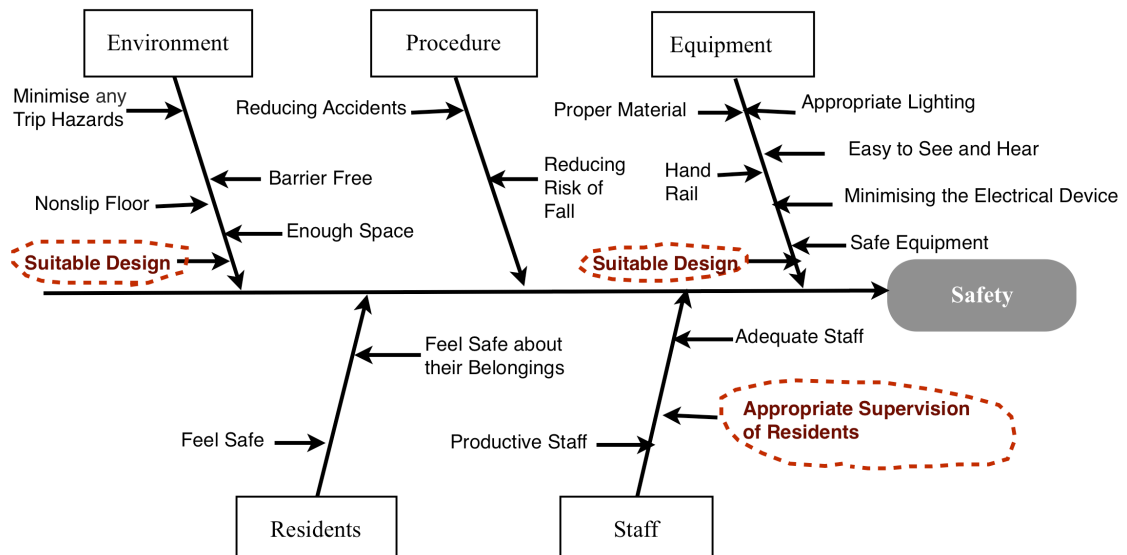 Environment
Procedure
Equipment
Minimise any
Trip Hazards
Reducing Accidents
Proper Material
Appropriate Lighting
Easy to See and Hear
Barrier Free
Reducing
Risk of
Fall
Hand
Rail
Nonslip Floor
Minimising the Electrical Device
Enough Space
Safe Equipment
Suitable Design
Suitable Design
Safety
Feel Safe about
their Belongings
Adequate Staff
Appropriate Supervision
of Residents
Feel Safe
Productive Staff
Residents
Staff